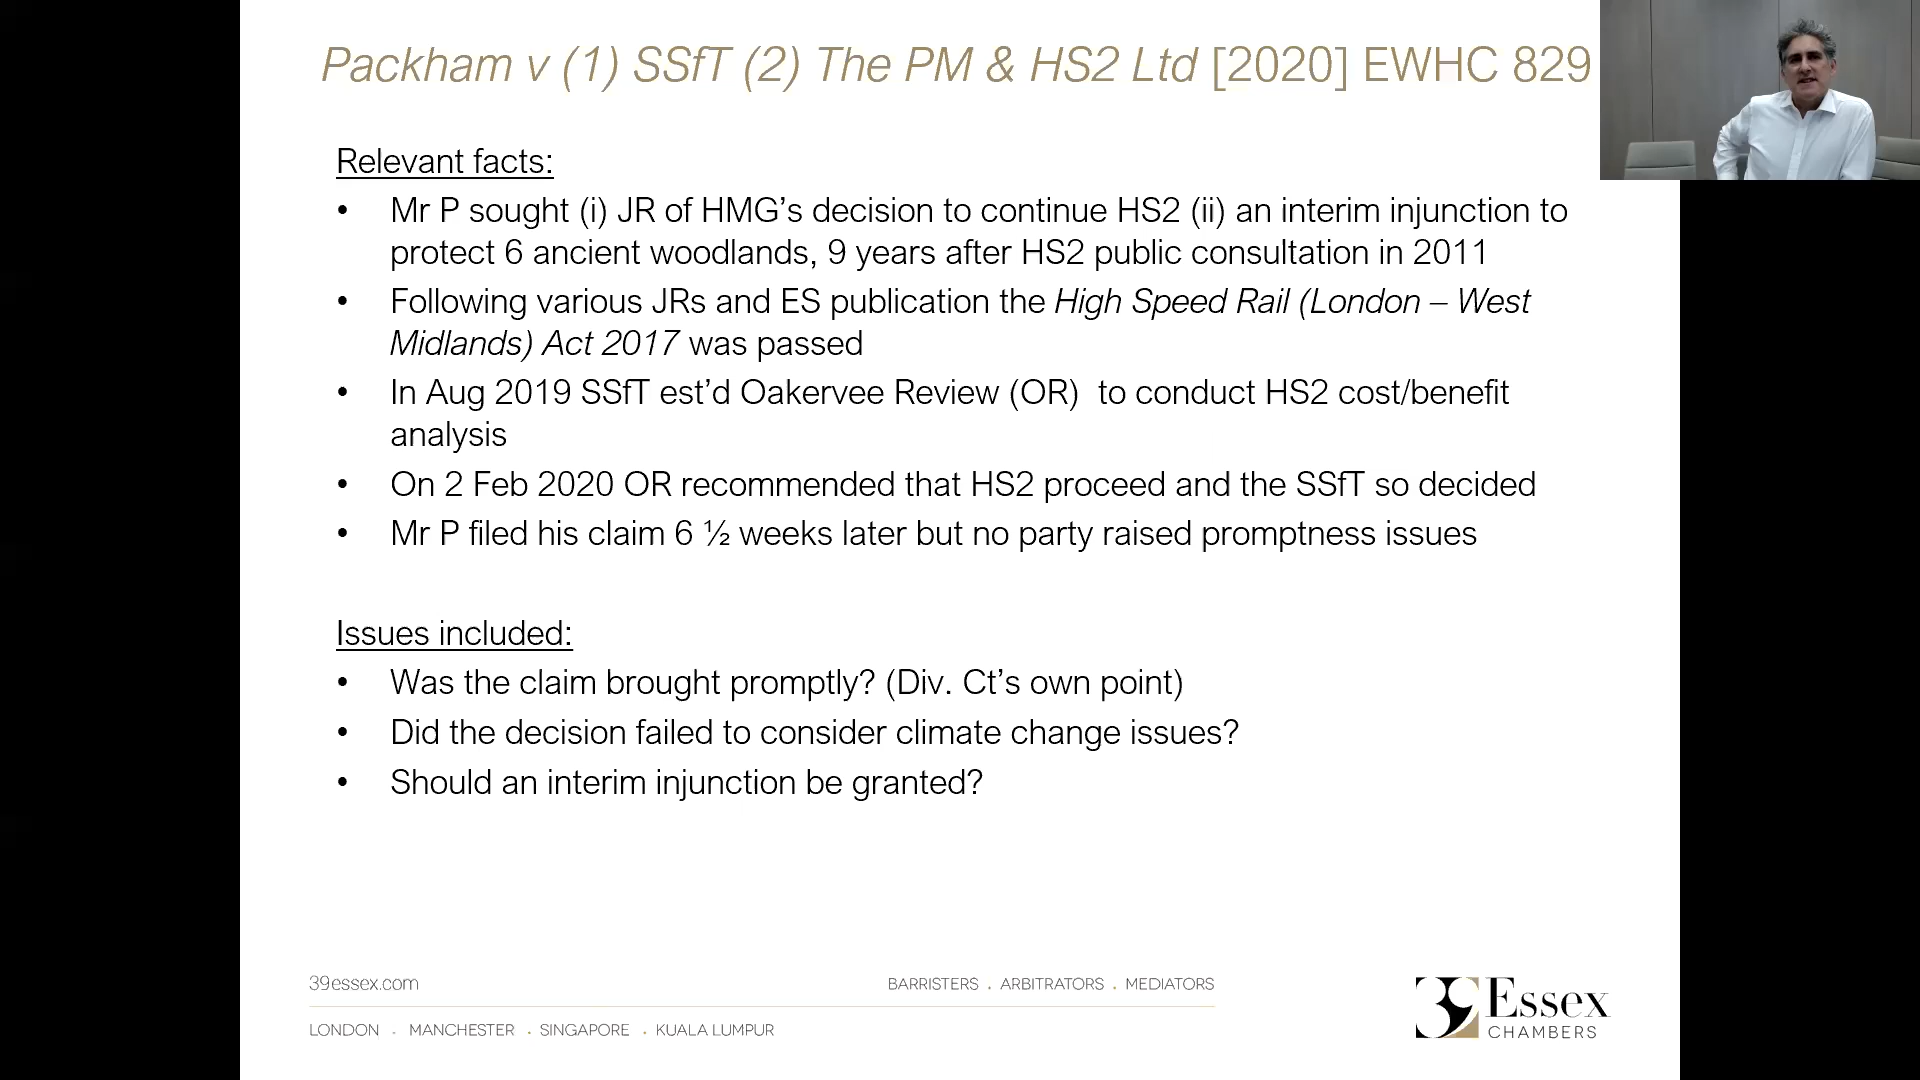 Packham v (1) SSfT (2) The PM & HS2 Ltd [2020] EWHC 829
Relevant facts:
• Mr P sought (i) JR of HMG’s decision to continue HS2 (ii) an interim injunction to
protect 6 ancient woodlands, 9 years after HS2 public consultation in 2011
• Following various JRs and ES publication the High Speed Rail (London – West
Midlands) Act 2017 was passed
• In Aug 2019 SSfT est’d Oakervee Review (OR)  to conduct HS2 cost/benefit
analysis
• On 2 Feb 2020 OR recommended that HS2 proceed and the SSfT so decided
• Mr P filed his claim 6 ½ weeks later but no party raised promptness issues
Issues included:
• Was the claim brought promptly? (Div. Ct’s own point)
• Did the decision failed to consider climate change issues?
• Should an interim injunction be granted?
39essex.com
BARRISTERS . ARBITRATORS . MEDIATORS
LONDON . MANCHESTER . SINGAPORE . KUALA LUMPUR
39 Essex
CHAMBERS